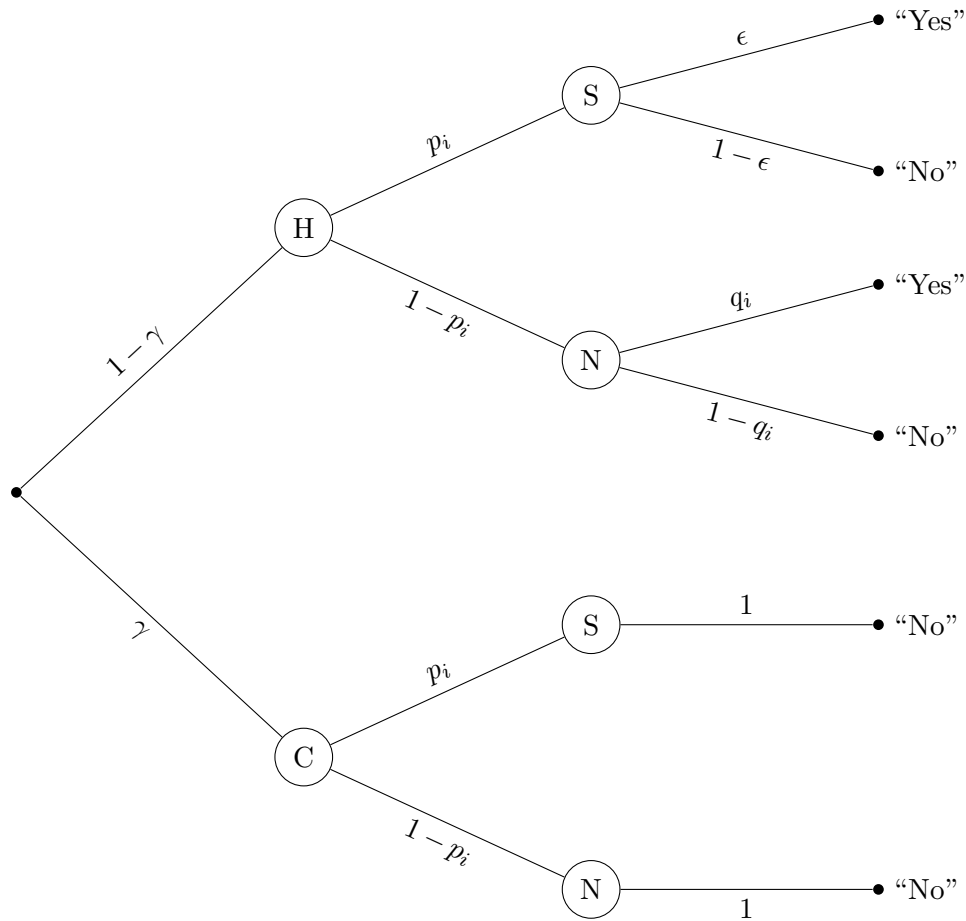 “Yes”
ϵ
S
1 − ϵ
“No”
p_i
H
1 − p_i
“Yes”
q_i
N
1 − q_i
“No”
1 − γ
γ
S
1
“No”
p_i
C
1 − p_i
N
1
“No”